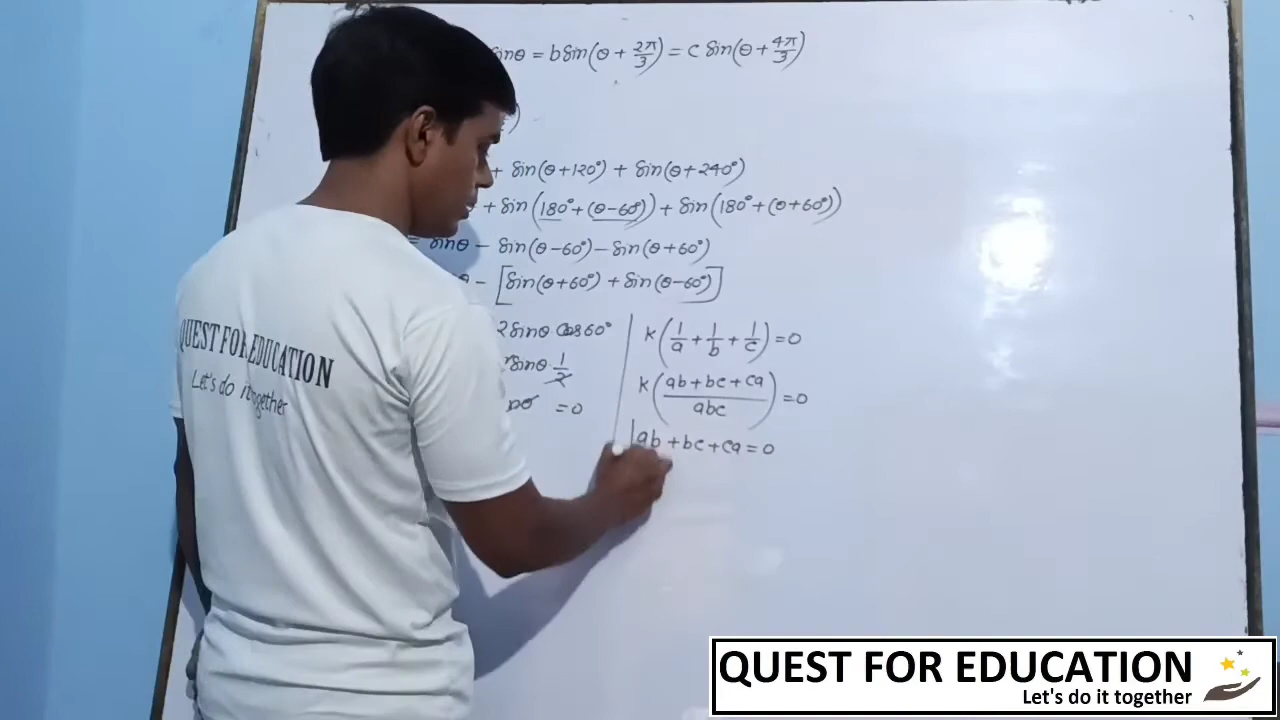 sinθ = b sin(θ + 2π/3) = c sin(θ + 4π/3)
)
+ sin(θ+120°) + sin(θ+240°)
+ sin(180°+(θ-60°)) + sin(180°+(θ+60°))
= sinθ - sin(θ-60°) - sin(θ+60°)
θ - [sin(θ+60°) + sin(θ-60°)]
2 sinθ cos60°
sinθ 1/2
= 0
k(1/a + 1/b + 1/c) = 0
k((ab+bc+ca)/abc) = 0
ab + bc + ca = 0
QUEST FOR EDUCATION
Let's do it together
QUEST FOR EDUCATION
Let's do it together